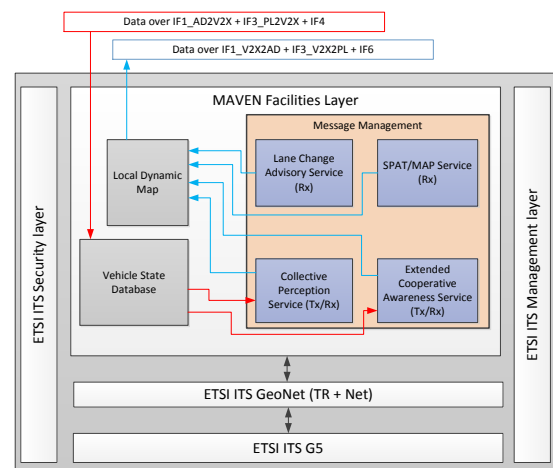 Data over IF1_AD2V2X + IF3_PL2V2X + IF4
Data over IF1_V2X2AD + IF3_V2X2PL + IF6
ETSI ITS Security layer
MAVEN Facilities Layer
Message Management
Lane Change
Advisory Service
(Rx)
SPAT/MAP Service
(Rx)
Local Dynamic
Map
Vehicle State
Database
Collective
Perception
Service (Tx/Rx)
Extended
Cooperative
Awareness Service
(Tx/Rx)
ETSI ITS Management layer
ETSI ITS GeoNet (TR + Net)
ETSI ITS G5